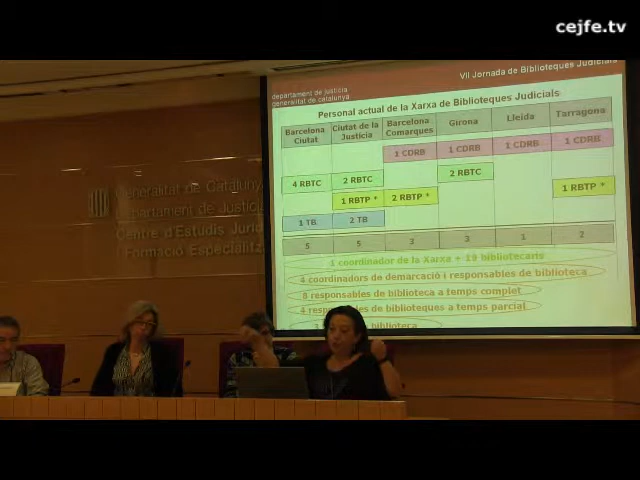 cejfe.tv
departament de justícia
generalitat de catalunya
VII Jornada de Biblioteques Judicials
Personal actual de la Xarxa de Biblioteques Judicials
Barcelona Ciutat
Ciutat de la Justícia
Barcelona Comarques
Girona
Lleida
Tarragona
1 CDRB
1 CDRB
1 CDRB
1 CDRB
4 RBTC
2 RBTC
2 RBTC
1 RBTP *
2 RBTP *
1 RBTP *
1 TB
2 TB
5
5
3
3
1
2
1 coordinador de la Xarxa + 19 bibliotecaris
4 coordinadors de demarcació i responsables de biblioteca
8 responsables de biblioteca a temps complet
4 responsables de biblioteques a temps parcial
biblioteca
Generalitat de Catalunya
Departament de Justícia
Centre d'Estudis Jurídi
i Formació Especialitz